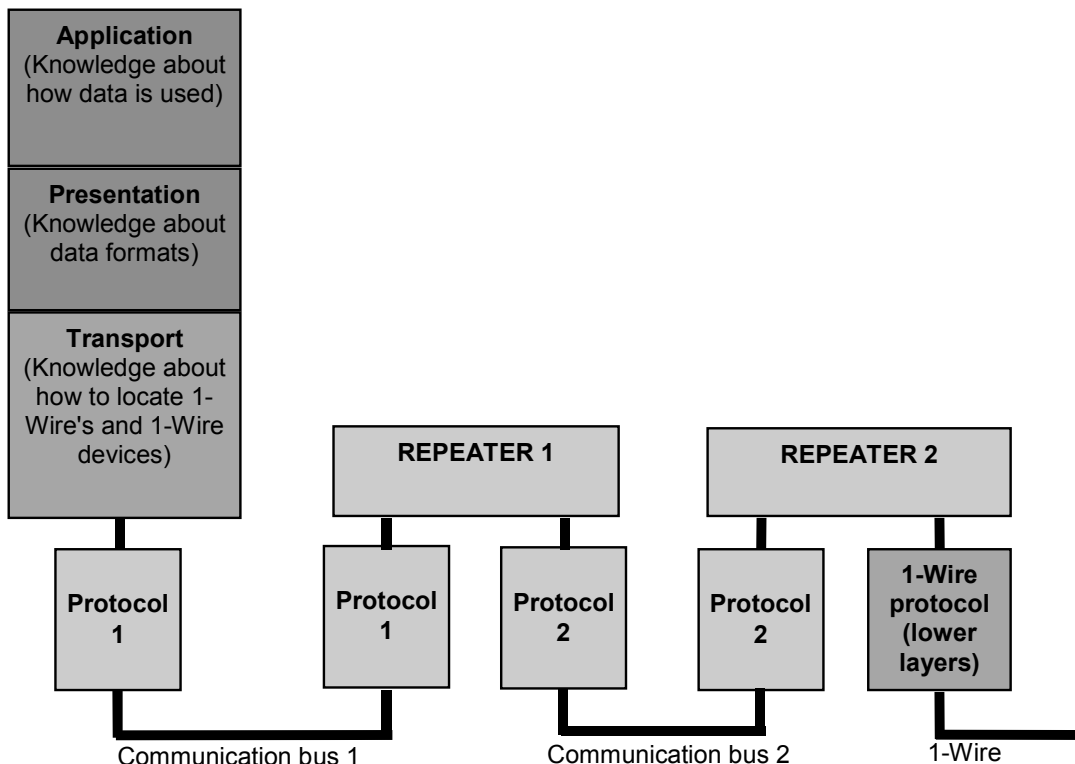 Application
(Knowledge about
how data is used)
Presentation
(Knowledge about
data formats)
Transport
(Knowledge about
how to locate 1-
Wire's and 1-Wire
devices)
REPEATER 1
REPEATER 2
Protocol
1
Protocol
1
Protocol
2
Protocol
2
1-Wire
protocol
(lower
layers)
Communication bus 1
Communication bus 2
1-Wire